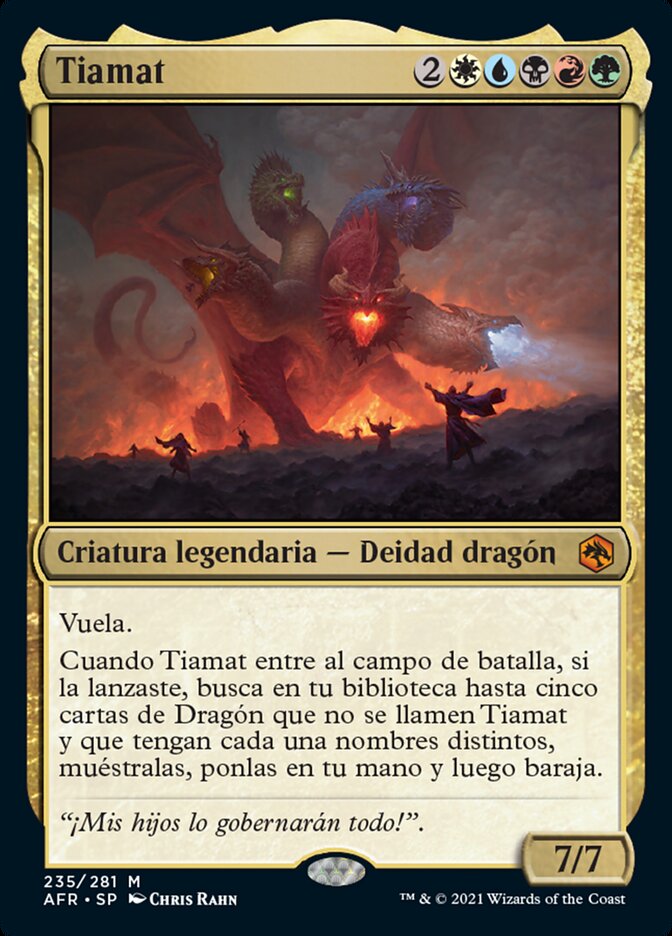 Tiamat 2
Criatura legendaria — Deidad dragón
Vuela.
Cuando Tiamat entre al campo de batalla, si
la lanzaste, busca en tu biblioteca hasta cinco
cartas de Dragón que no se llamen Tiamat
y que tengan cada una nombres distintos,
muéstralas, ponlas en tu mano y luego baraja.
“¡Mis hijos lo gobernarán todo!”.
7/7
235/281 M
AFR • SP Chris Rahn
™ & © 2021 Wizards of the Coast